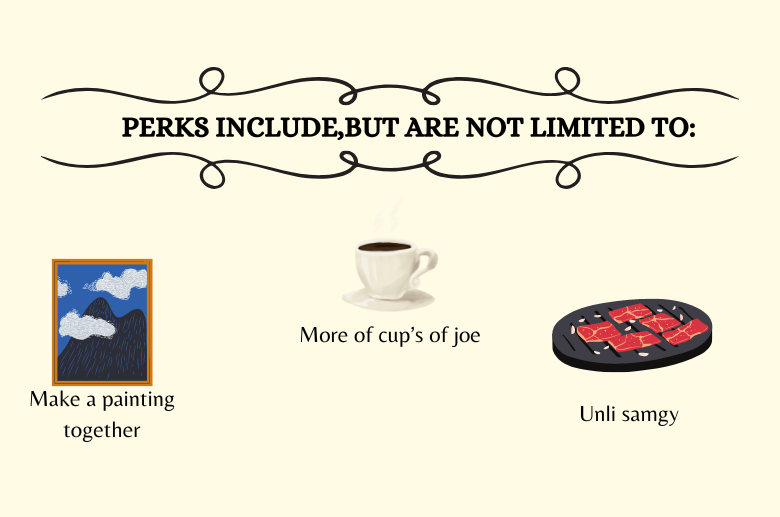 PERKS INCLUDE,BUT ARE NOT LIMITED TO:
More of cup's of joe
Make a painting
together
Unli samgy